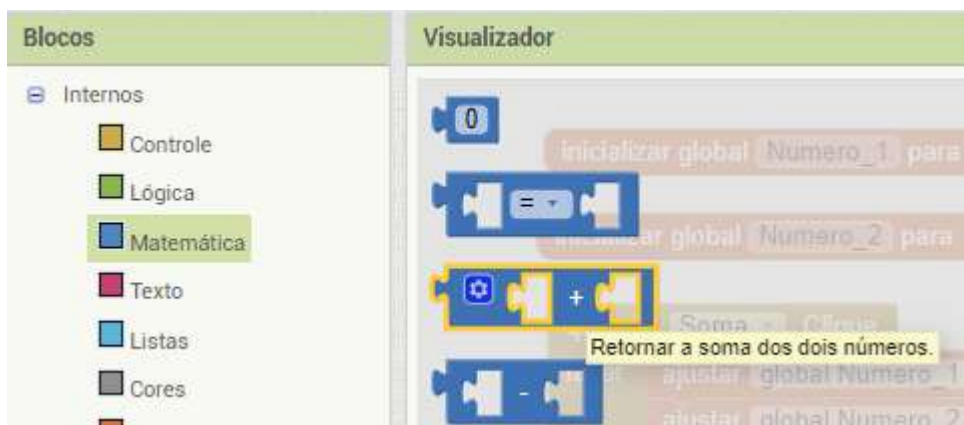 Blocos
Visualizador
Internos
Controle
Lógica
Matemática
Texto
Listas
Cores
0
inicializar global Numero_1 para
=
inicializar global Numero_2 para
+
Soma Clique
Retornar a soma dos dois números.
ajustar global Numero_1
-
ajustar global Numero_2